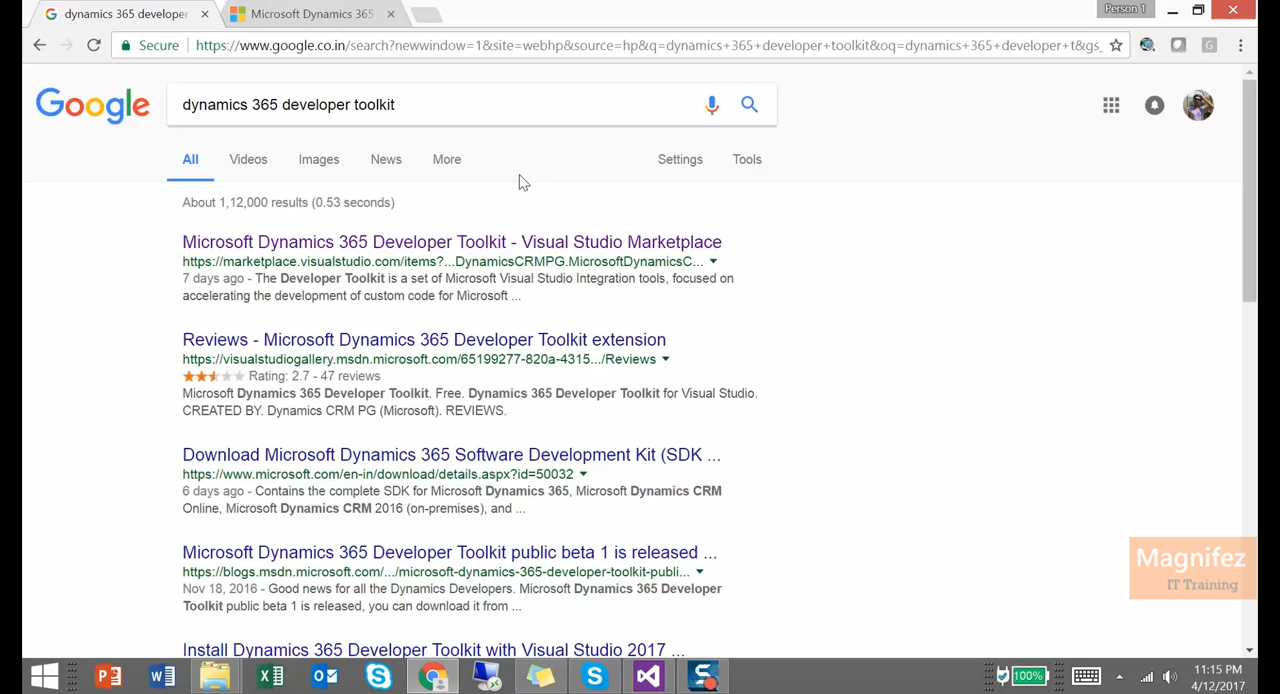 dynamics 365 developer
Microsoft Dynamics 365
Person 1
Secure
https://www.google.co.in/search?newwindow=1&site=webhp&source=hp&q=dynamics+365+developer+toolkit&oq=dynamics+365+developer+t&gs_
Google
dynamics 365 developer toolkit
All
Videos
Images
News
More
Settings
Tools
About 1,12,000 results (0.53 seconds)
Microsoft Dynamics 365 Developer Toolkit - Visual Studio Marketplace
https://marketplace.visualstudio.com/items?...DynamicsCRMPG.MicrosoftDynamicsC...
7 days ago - The Developer Toolkit is a set of Microsoft Visual Studio Integration tools, focused on
accelerating the development of custom code for Microsoft ...
Reviews - Microsoft Dynamics 365 Developer Toolkit extension
https://visualstudiogallery.msdn.microsoft.com/65199277-820a-4315.../Reviews
Rating: 2.7 - 47 reviews
Microsoft Dynamics 365 Developer Toolkit. Free. Dynamics 365 Developer Toolkit for Visual Studio.
CREATED BY. Dynamics CRM PG (Microsoft). REVIEWS.
Download Microsoft Dynamics 365 Software Development Kit (SDK ...
https://www.microsoft.com/en-in/download/details.aspx?id=50032
6 days ago - Contains the complete SDK for Microsoft Dynamics 365, Microsoft Dynamics CRM
Online, Microsoft Dynamics CRM 2016 (on-premises), and ...
Microsoft Dynamics 365 Developer Toolkit public beta 1 is released ...
https://blogs.msdn.microsoft.com/.../microsoft-dynamics-365-developer-toolkit-publi...
Nov 18, 2016 - Good news for all the Dynamics Developers. Microsoft Dynamics 365 Developer
Toolkit public beta 1 is released, you can download it from ...
Install Dynamics 365 Developer Toolkit with Visual Studio 2017 ...
Magnifez
IT Training
100%
11:15 PM
4/12/2017